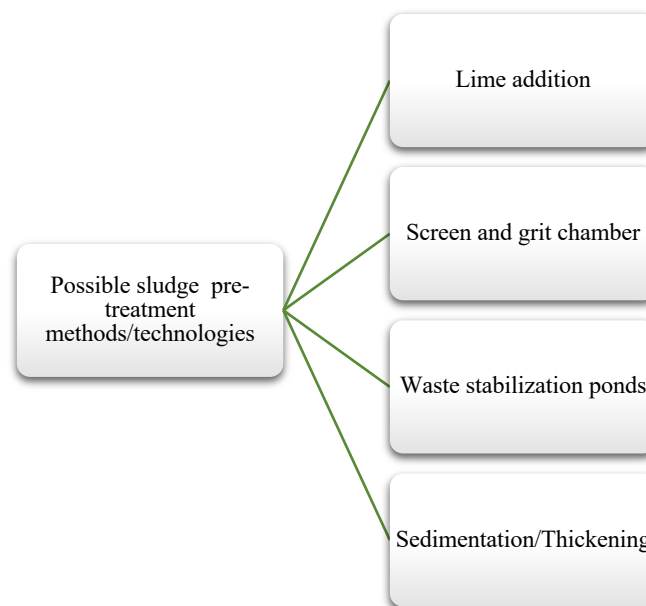 Lime addition
Screen and grit chamber
Possible sludge  pre-
treatment
methods/technologies
Waste stabilization ponds
Sedimentation/Thickening